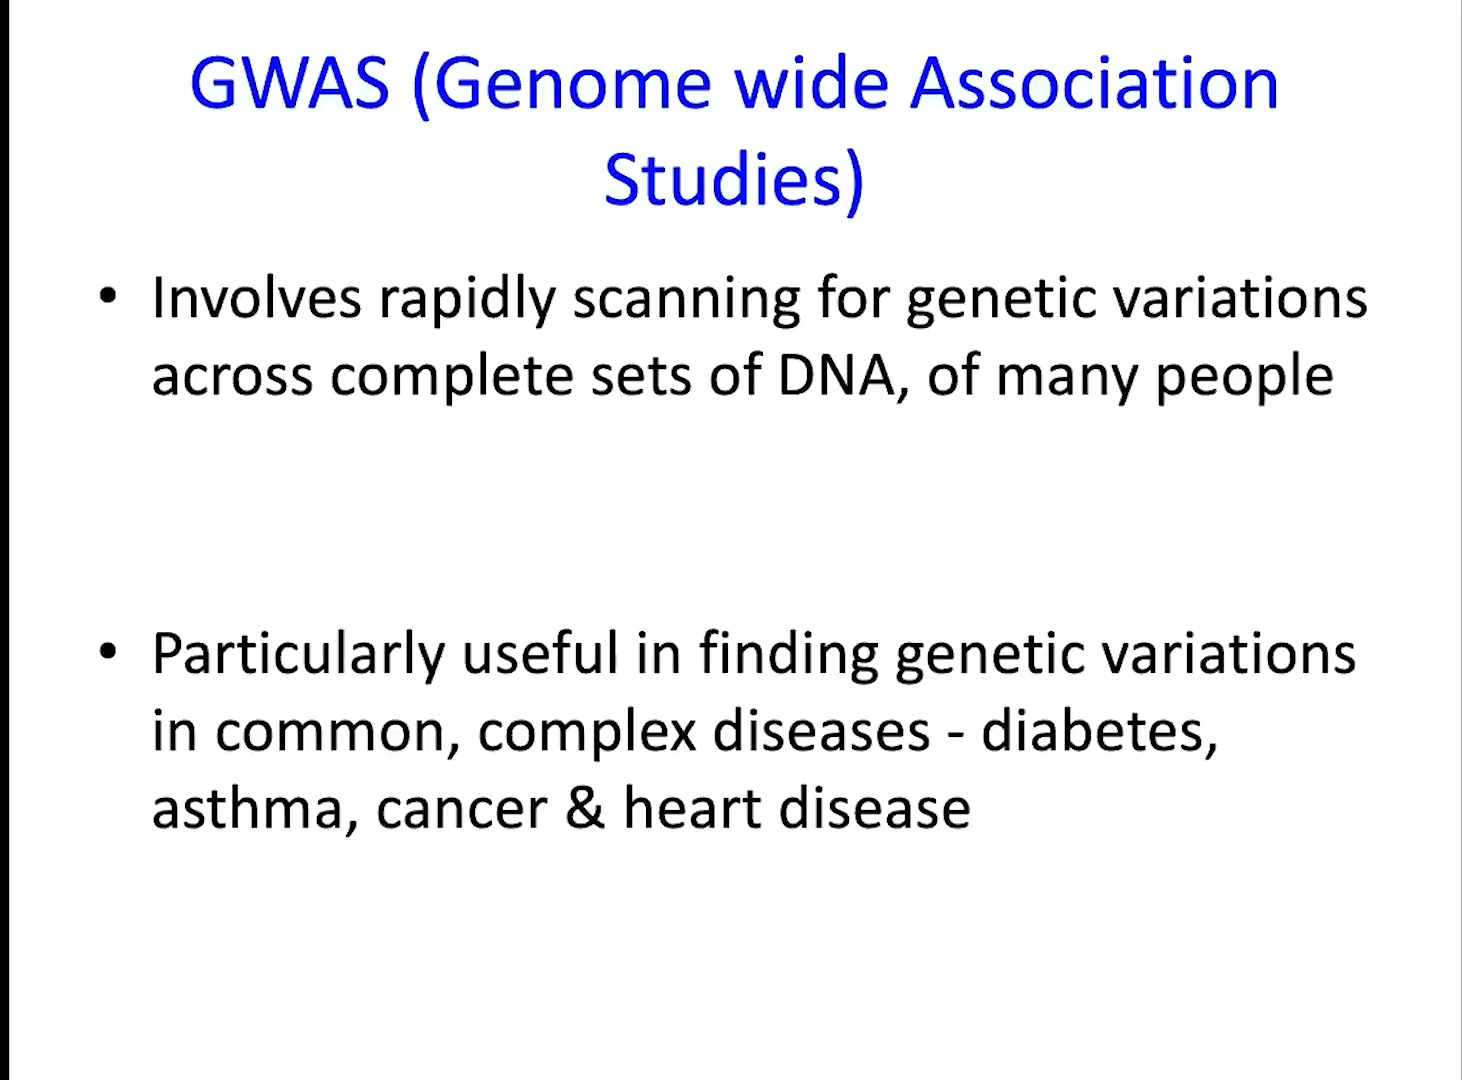 GWAS (Genome wide Association
Studies)
• Involves rapidly scanning for genetic variations
across complete sets of DNA, of many people
• Particularly useful in finding genetic variations
in common, complex diseases - diabetes,
asthma, cancer & heart disease